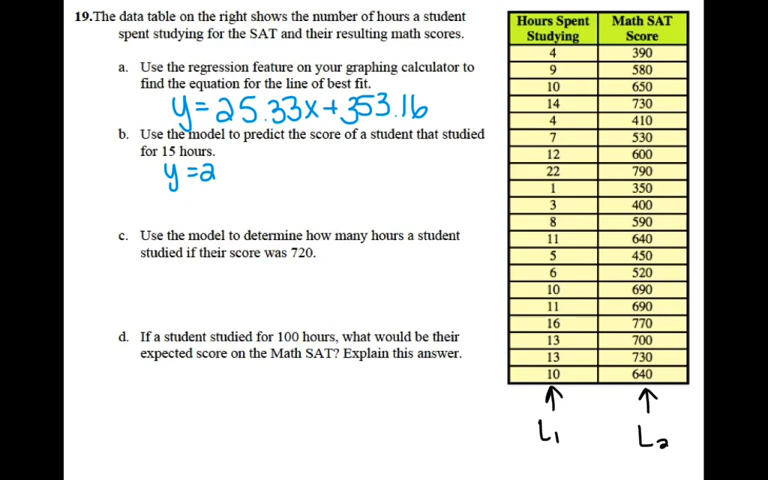 19.The data table on the right shows the number of hours a student
spent studying for the SAT and their resulting math scores.
a. Use the regression feature on your graphing calculator to
find the equation for the line of best fit.
y=25.33x+353.16
b. Use the model to predict the score of a student that studied
for 15 hours.
y=2
c. Use the model to determine how many hours a student
studied if their score was 720.
d. If a student studied for 100 hours, what would be their
expected score on the Math SAT? Explain this answer.
Hours Spent Studying Math SAT Score
4 390
9 580
10 650
14 730
4 410
7 530
12 600
22 790
1 350
3 400
8 590
11 640
5 450
6 520
10 690
11 690
16 770
13 700
13 730
10 640
L1 L2